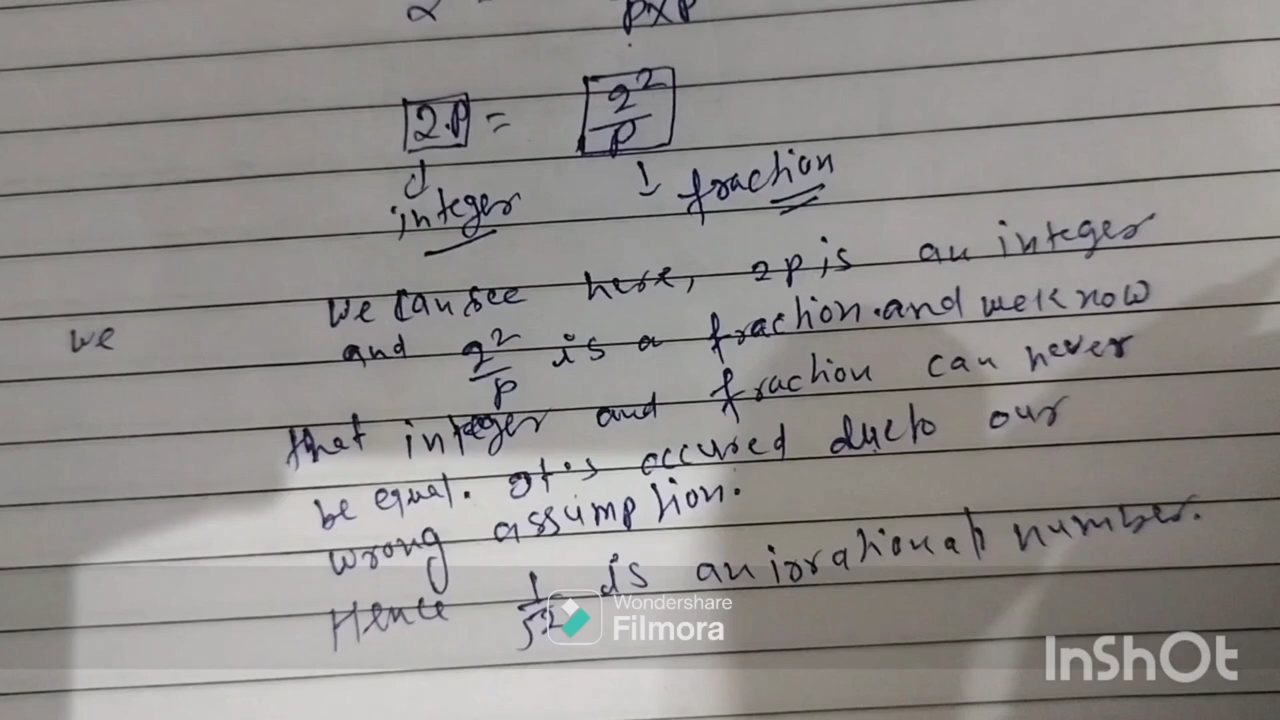 2
p×p
2.p = q²/p
integer
fraction
we can see here, 2p is an integer
we
and q²/p is a fraction. and we know
that integer and fraction can never
be equal. It's occured due to our
wrong assumption.
Hence 1/√2 is an irrational number.
Wondershare
Filmora
InShOt